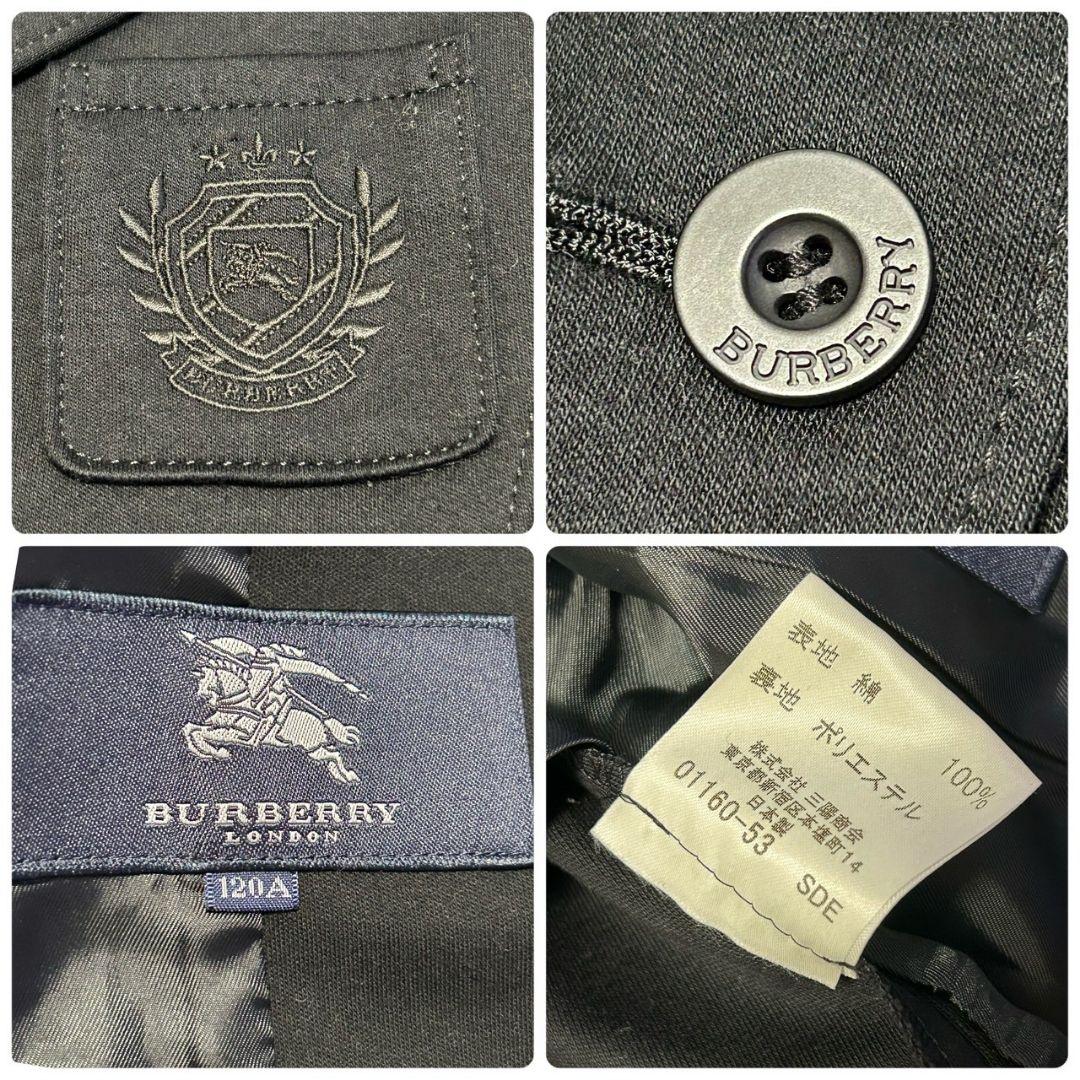 BURBERRY
BURBERRY
BURBERRY
LONDON
120A
表地 綿 100%
裏地 ポリエステル
株式会社 三陽商会
東京都新宿区本塩町14
日本製
01160-53 SDE